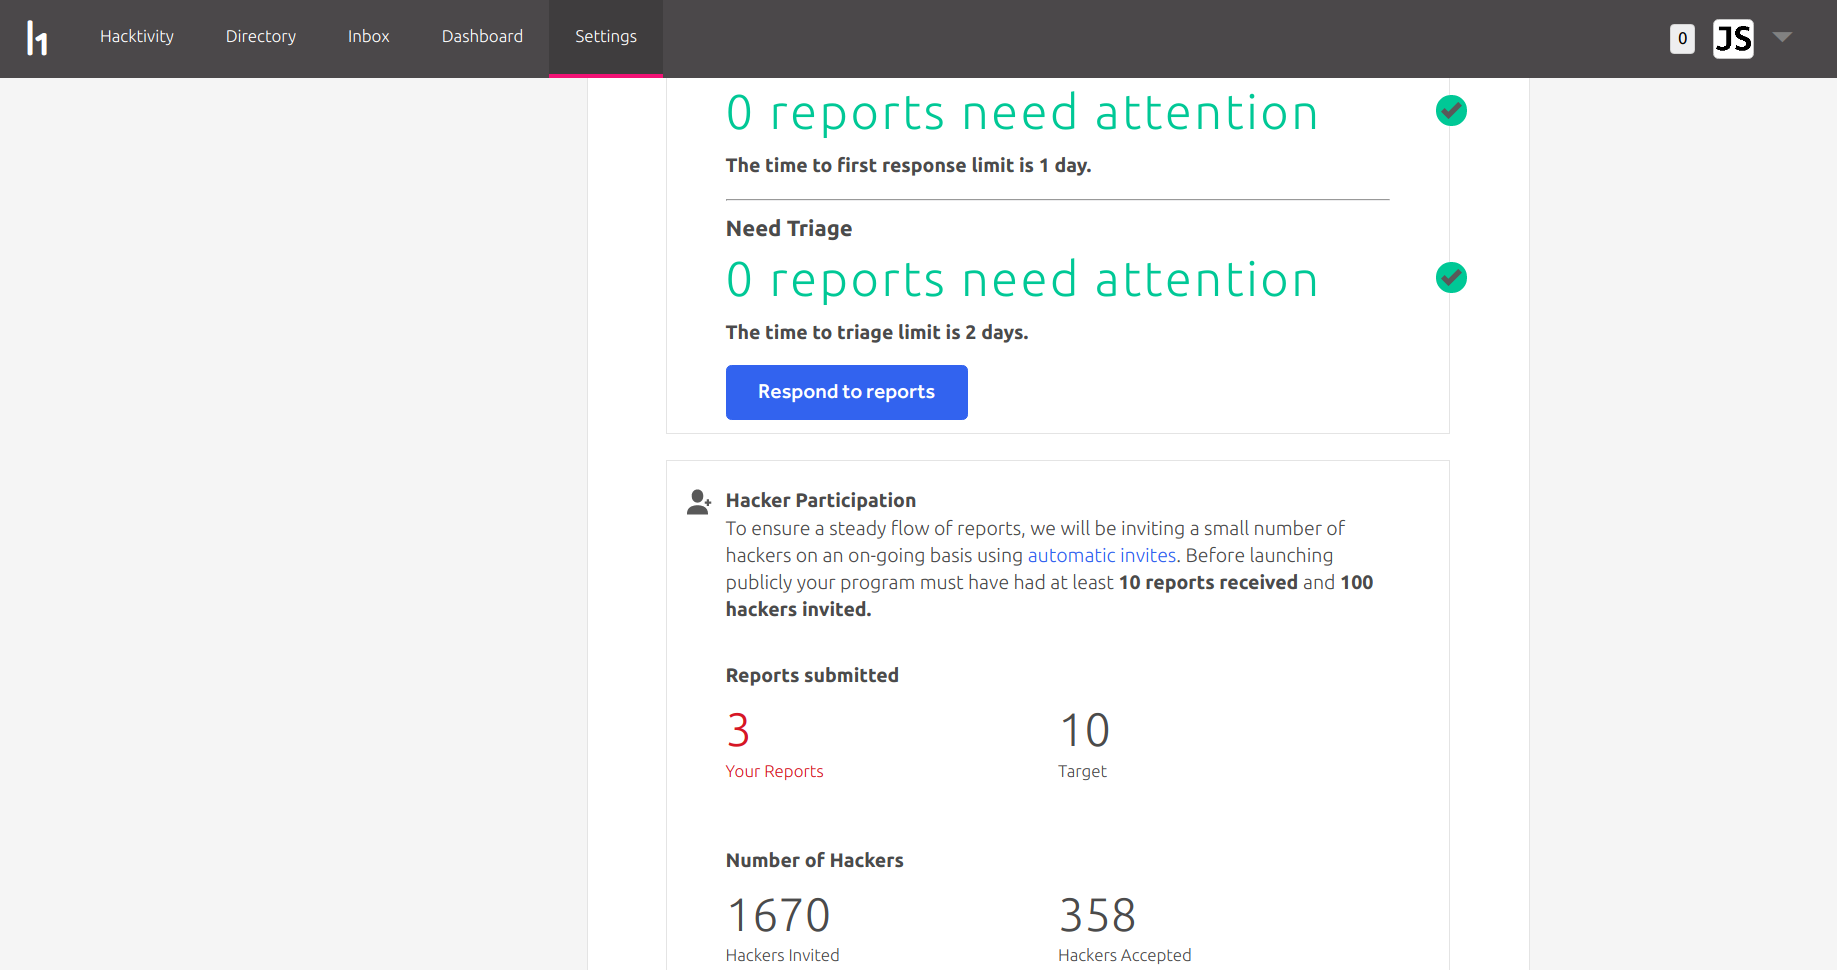 h1
Hacktivity
Directory
Inbox
Dashboard
Settings
0
JS
0 reports need attention
The time to first response limit is 1 day.
Need Triage
0 reports need attention
The time to triage limit is 2 days.
Respond to reports
Hacker Participation
To ensure a steady flow of reports, we will be inviting a small number of
hackers on an on-going basis using automatic invites. Before launching
publicly your program must have had at least 10 reports received and 100
hackers invited.
Reports submitted
3
10
Your Reports
Target
Number of Hackers
1670
358
Hackers Invited
Hackers Accepted